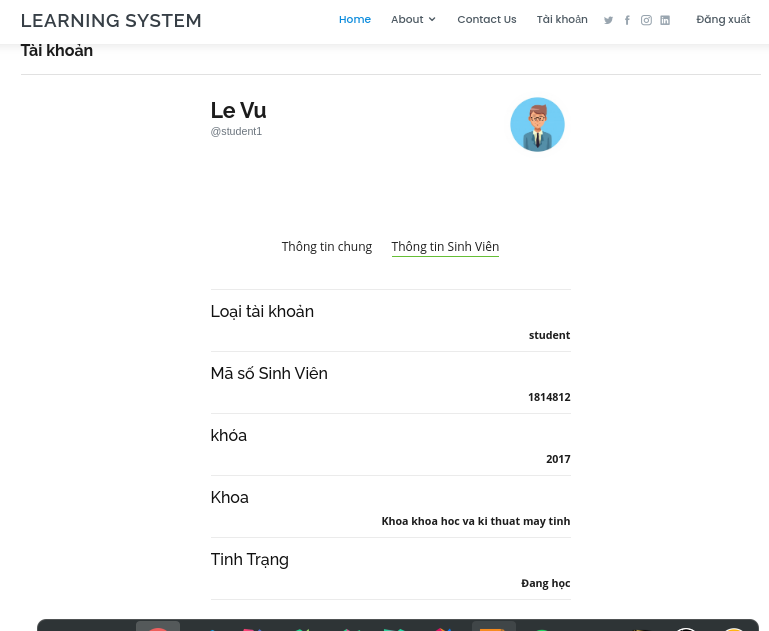 LEARNING SYSTEM Home About Contact Us Tài khoản Đăng xuất
Tài khoản
Le Vu
@student1
Thông tin chung Thông tin Sinh Viên
Loại tài khoản
student
Mã số Sinh Viên
1814812
khóa
2017
Khoa
Khoa khoa hoc va ki thuat may tinh
Tình Trạng
Đang học